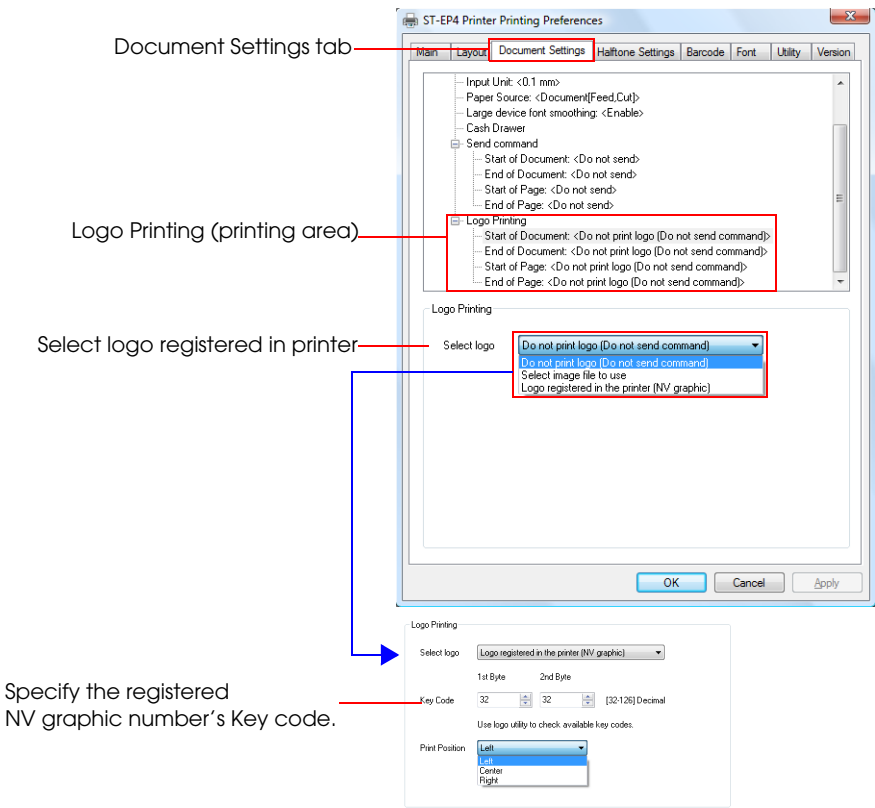 ST-EP4 Printer Printing Preferences
Document Settings tab
Main Layout Document Settings Halftone Settings Barcode Font Utility Version
Input Unit: <0.1 mm>
Paper Source: <Document[Feed,Cut]>
Large device font smoothing: <Enable>
Cash Drawer
Send command
Start of Document: <Do not send>
End of Document: <Do not send>
Start of Page: <Do not send>
End of Page: <Do not send>
Logo Printing (printing area)
Logo Printing
Start of Document: <Do not print logo (Do not send command)>
End of Document: <Do not print logo (Do not send command)>
Start of Page: <Do not print logo (Do not send command)>
End of Page: <Do not print logo (Do not send command)>
Logo Printing
Select logo registered in printer
Select logo Do not print logo (Do not send command)
Do not print logo (Do not send command)
Select image file to use
Logo registered in the printer (NV graphic)
OK Cancel Apply
Logo Printing
Select logo Logo registered in the printer (NV graphic)
1st Byte 2nd Byte
Specify the registered
NV graphic number's Key code.
Key Code 32 32 [32-126] Decimal
Use logo utility to check available key codes.
Print Position Left
Left
Center
Right